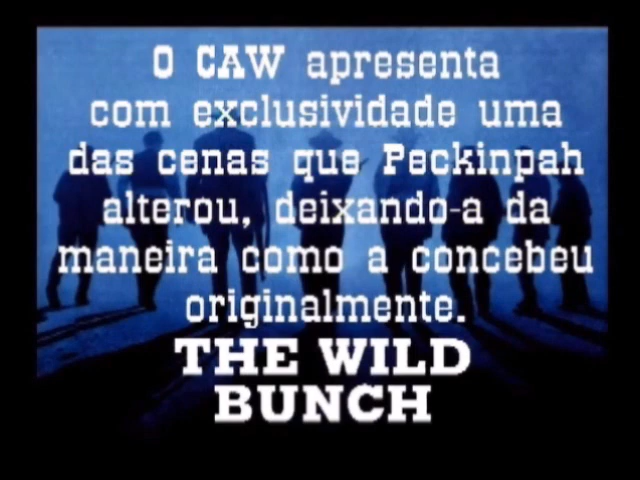 O CAW apresenta
com exclusividade uma
das cenas que Peckinpah
alterou, deixando-a da
maneira como a concebeu
originalmente.
THE WILD
BUNCH